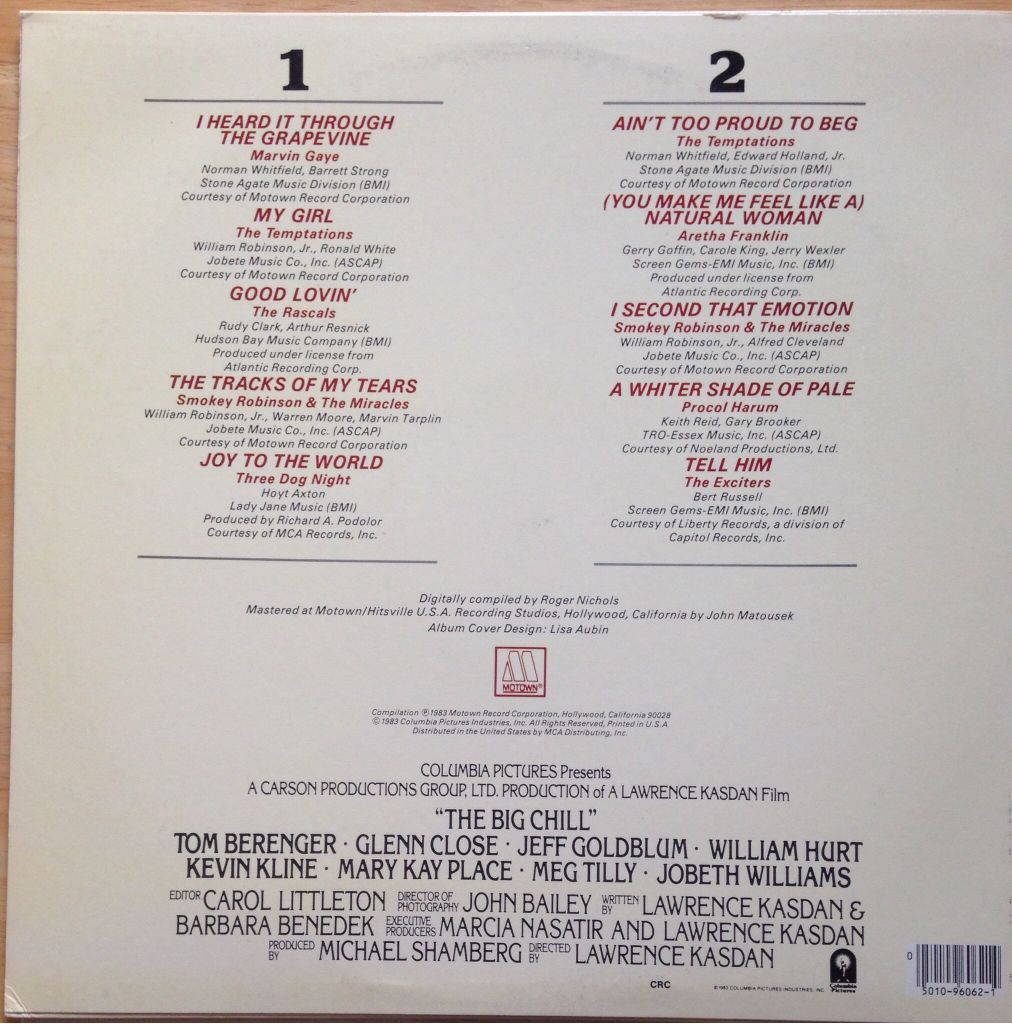 1
I HEARD IT THROUGH
THE GRAPEVINE
Marvin Gaye
Norman Whitfield, Barrett Strong
Stone Agate Music Division (BMI)
Courtesy of Motown Record Corporation
MY GIRL
The Temptations
William Robinson, Jr., Ronald White
Jobete Music Co., Inc. (ASCAP)
Courtesy of Motown Record Corporation
GOOD LOVIN'
The Rascals
Rudy Clark, Arthur Resnick
Hudson Bay Music Company (BMI)
Produced under license from
Atlantic Recording Corp.
THE TRACKS OF MY TEARS
Smokey Robinson & The Miracles
William Robinson, Jr., Warren Moore, Marvin Tarplin
Jobete Music Co., Inc. (ASCAP)
Courtesy of Motown Record Corporation
JOY TO THE WORLD
Three Dog Night
Hoyt Axton
Lady Jane Music (BMI)
Produced by Richard A. Podolor
Courtesy of MCA Records, Inc.
2
AIN'T TOO PROUD TO BEG
The Temptations
Norman Whitfield, Edward Holland, Jr.
Stone Agate Music Division (BMI)
Courtesy of Motown Record Corporation
(YOU MAKE ME FEEL LIKE A)
NATURAL WOMAN
Aretha Franklin
Gerry Goffin, Carole King, Jerry Wexler
Screen Gems-EMI Music, Inc. (BMI)
Produced under license from
Atlantic Recording Corp.
I SECOND THAT EMOTION
Smokey Robinson & The Miracles
William Robinson, Jr., Alfred Cleveland
Jobete Music Co., Inc. (ASCAP)
Courtesy of Motown Record Corporation
A WHITER SHADE OF PALE
Procol Harum
Keith Reid, Gary Brooker
TRO-Essex Music, Inc. (ASCAP)
Courtesy of Noeland Productions, Ltd.
TELL HIM
The Exciters
Bert Russell
Screen Gems-EMI Music, Inc. (BMI)
Courtesy of Liberty Records, a division of
Capitol Records, Inc.
Digitally compiled by Roger Nichols
Mastered at Motown/Hitsville U.S.A. Recording Studios, Hollywood, California by John Matousek
Album Cover Design: Lisa Aubin
MOTOWN®
Compilation ℗ 1983 Motown Record Corporation, Hollywood, California 90028
© 1983 Columbia Pictures Industries, Inc. All Rights Reserved, Printed in U.S.A.
Distributed in the United States by MCA Distributing, Inc.
COLUMBIA PICTURES Presents
A CARSON PRODUCTIONS GROUP, LTD. PRODUCTION of A LAWRENCE KASDAN Film
"THE BIG CHILL"
TOM BERENGER · GLENN CLOSE · JEFF GOLDBLUM · WILLIAM HURT
KEVIN KLINE · MARY KAY PLACE · MEG TILLY · JOBETH WILLIAMS
EDITOR CAROL LITTLETON DIRECTOR OF PHOTOGRAPHY JOHN BAILEY WRITTEN BY LAWRENCE KASDAN &
BARBARA BENEDEK EXECUTIVE PRODUCERS MARCIA NASATIR AND LAWRENCE KASDAN
PRODUCED BY MICHAEL SHAMBERG DIRECTED BY LAWRENCE KASDAN
Columbia Pictures
CRC
© 1983 COLUMBIA PICTURES INDUSTRIES, INC.
0 5010-96062-1